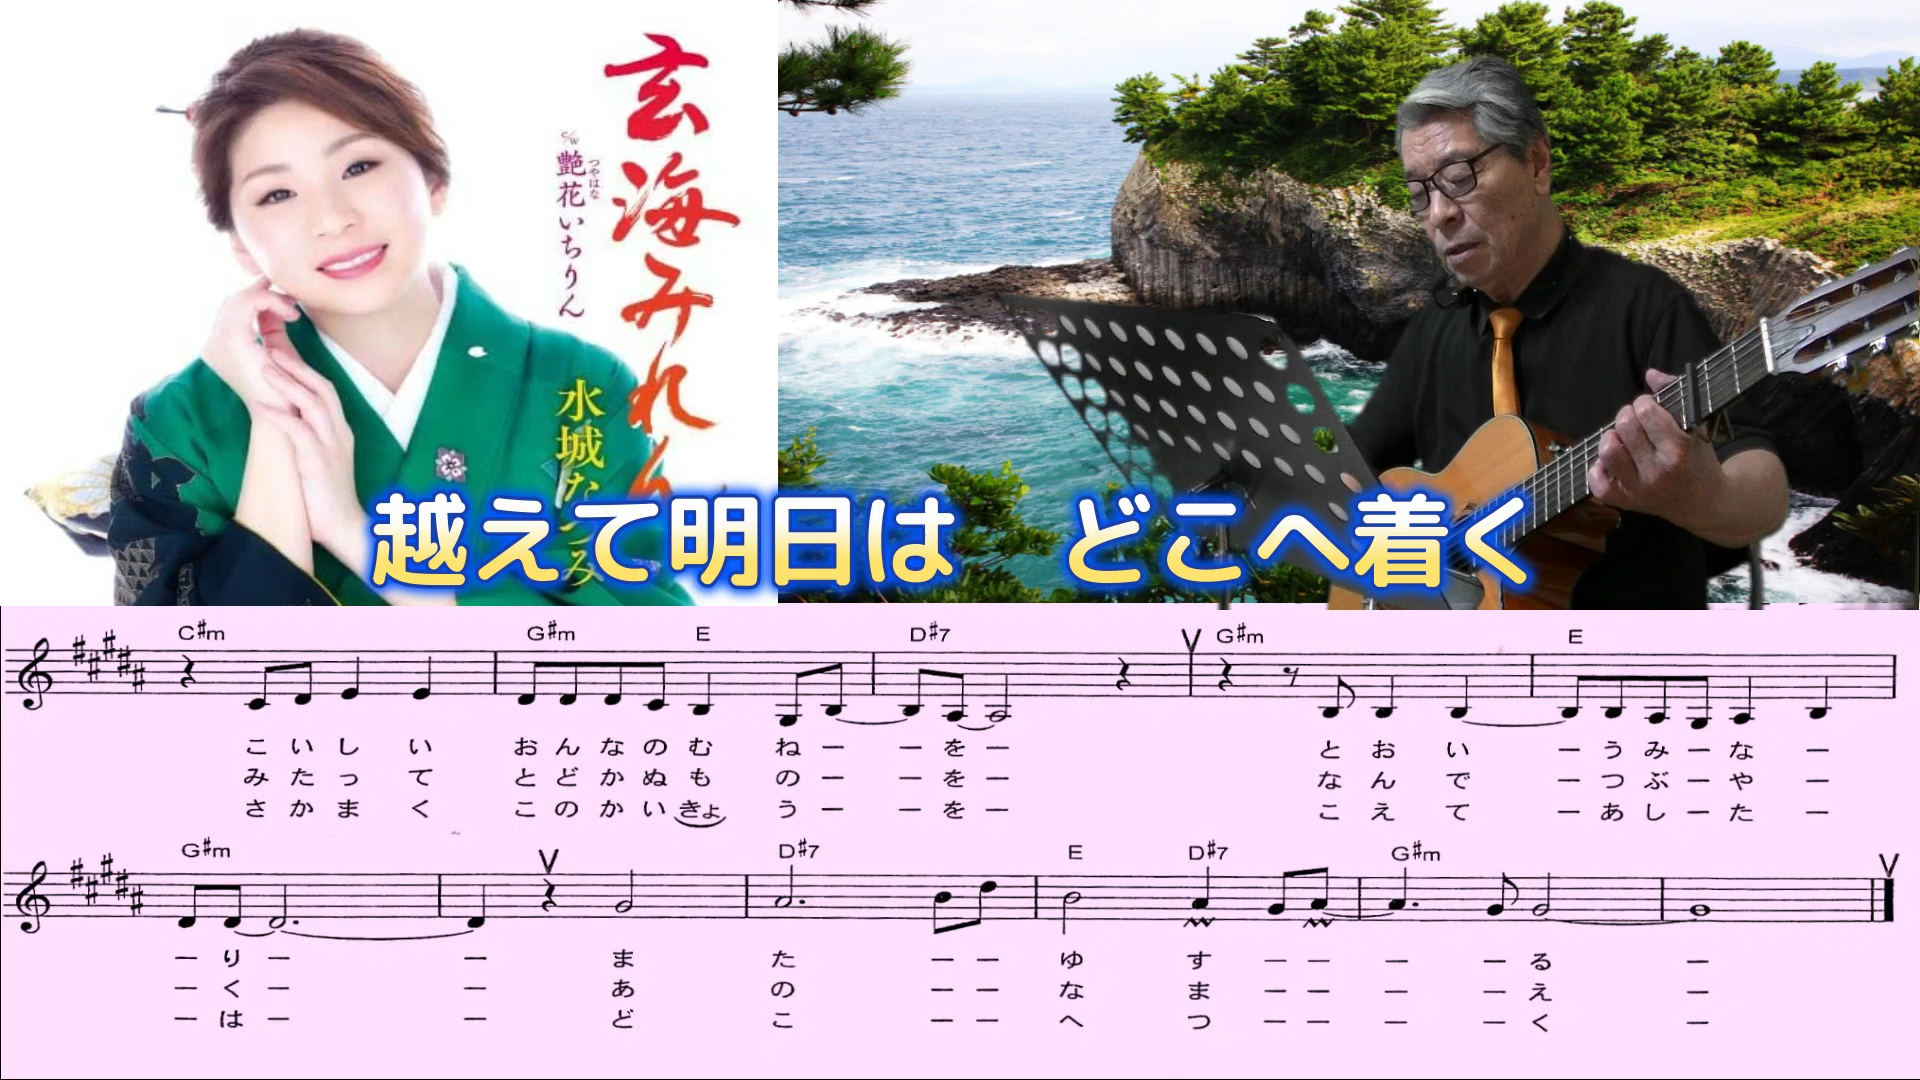 玄海みれん
c/w
艶花いちりん
つやはな
水城なつみ
越えて明日は どこへ着く
C#m G#m E D#7 G#m E
こいしい おんなのむ ねー ーをー とおい ーうみーな ー
みたって とどかぬも のー ーをー なんで ーつぶーや ー
さかまく このかいきょ うー ーをー こえて ーあしーた ー
G#m D#7 E D#7 G#m
ーりー ー ま た ーー ゆ す ーー ー ーる ー
ーくー ー あ の ーー な ま ーー ー ーえ ー
ーはー ー ど こ ーー へ つ ーー ー ーく ー